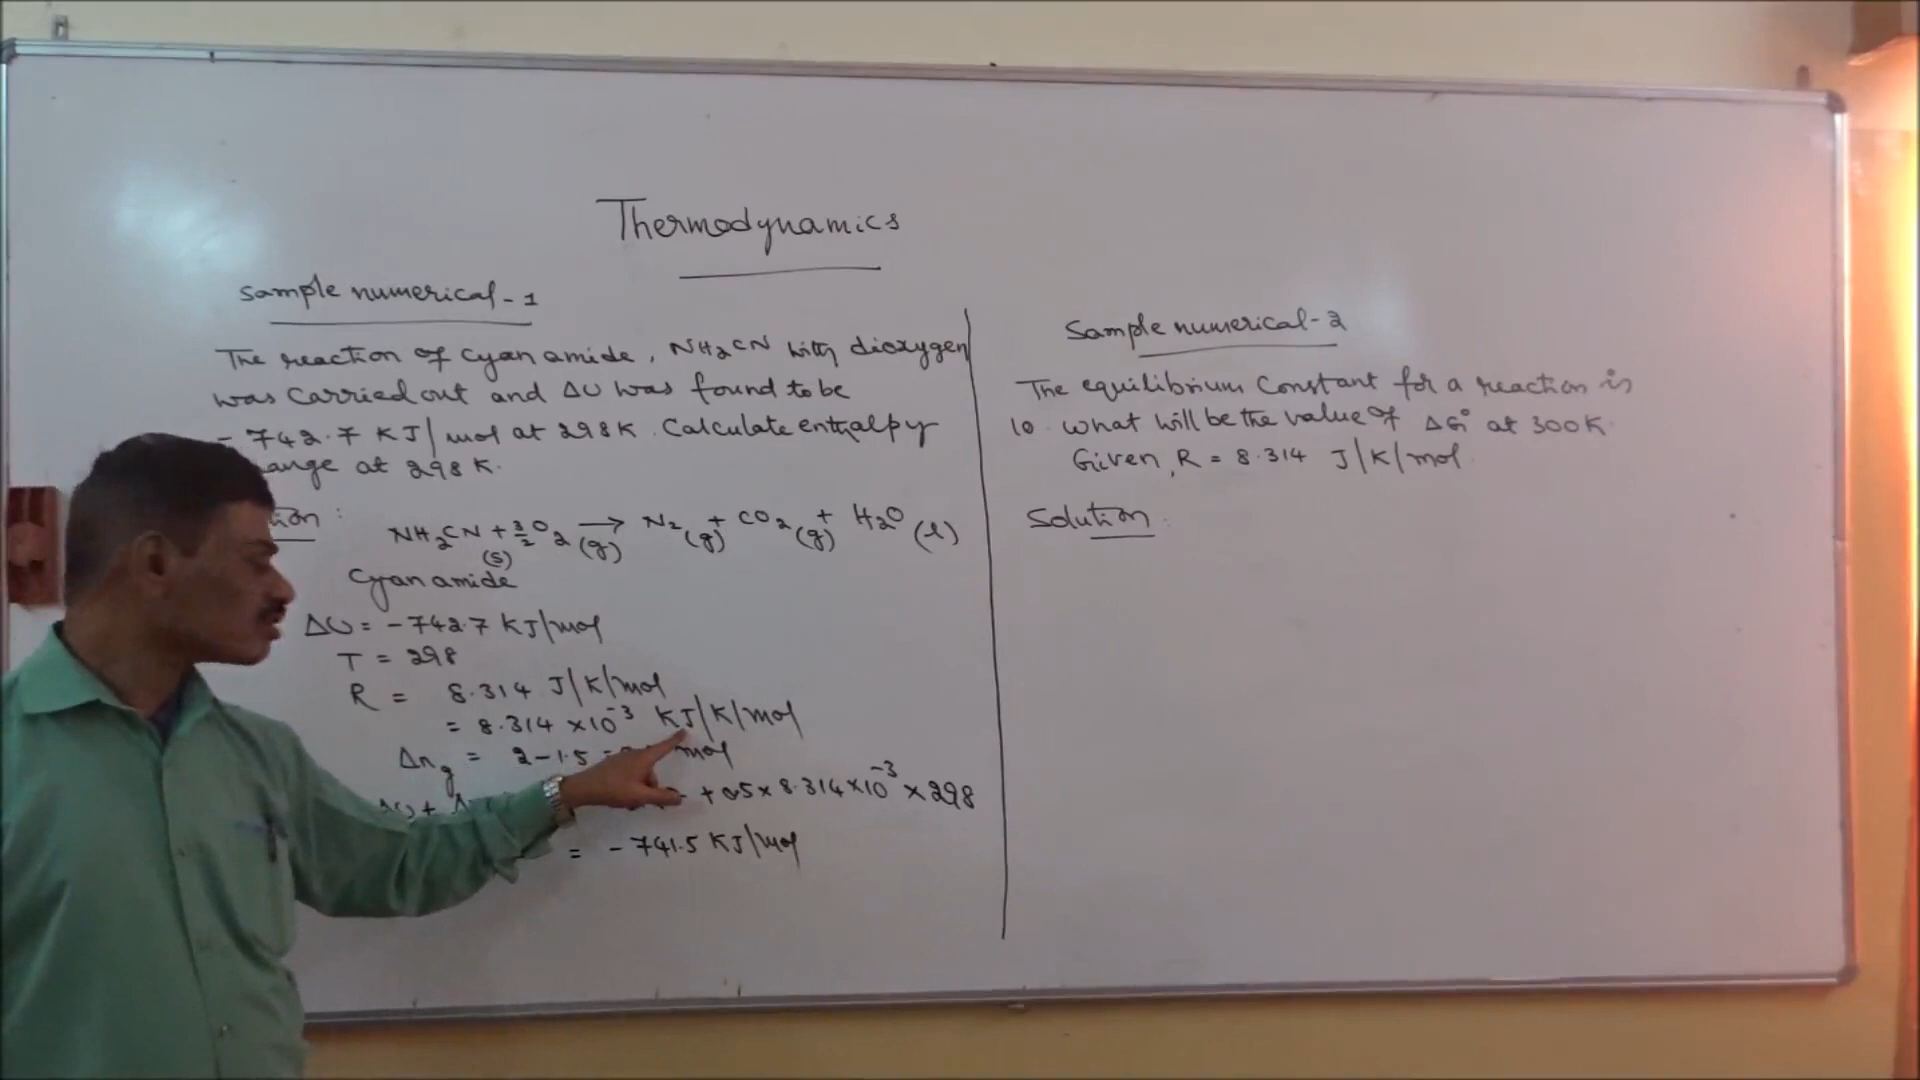 Thermodynamics
Sample numerical-1
The reaction of cyanamide, NH₂CN with dioxygen
was carried out and ΔU was found to be
-742.7 KJ/mol at 298K. Calculate enthalpy
at 298 K.
NH₂CN(s) + 3/2 O₂(g) → N₂(g) + CO₂(g) + H₂O(l)
Cyanamide
ΔU = -742.7 KJ/mol
T = 298
R = 8.314 J/K/mol
= 8.314 ×10⁻³ KJ/K/mol
Δng = 2-1.5 = mol
ΔU + + 0.5 × 8.314×10⁻³ × 298
= -741.5 KJ/mol
Sample numerical-2
The equilibrium Constant for a reaction is
10. What will be the value of ΔG° at 300K.
Given, R = 8.314 J/K/mol
Solution: